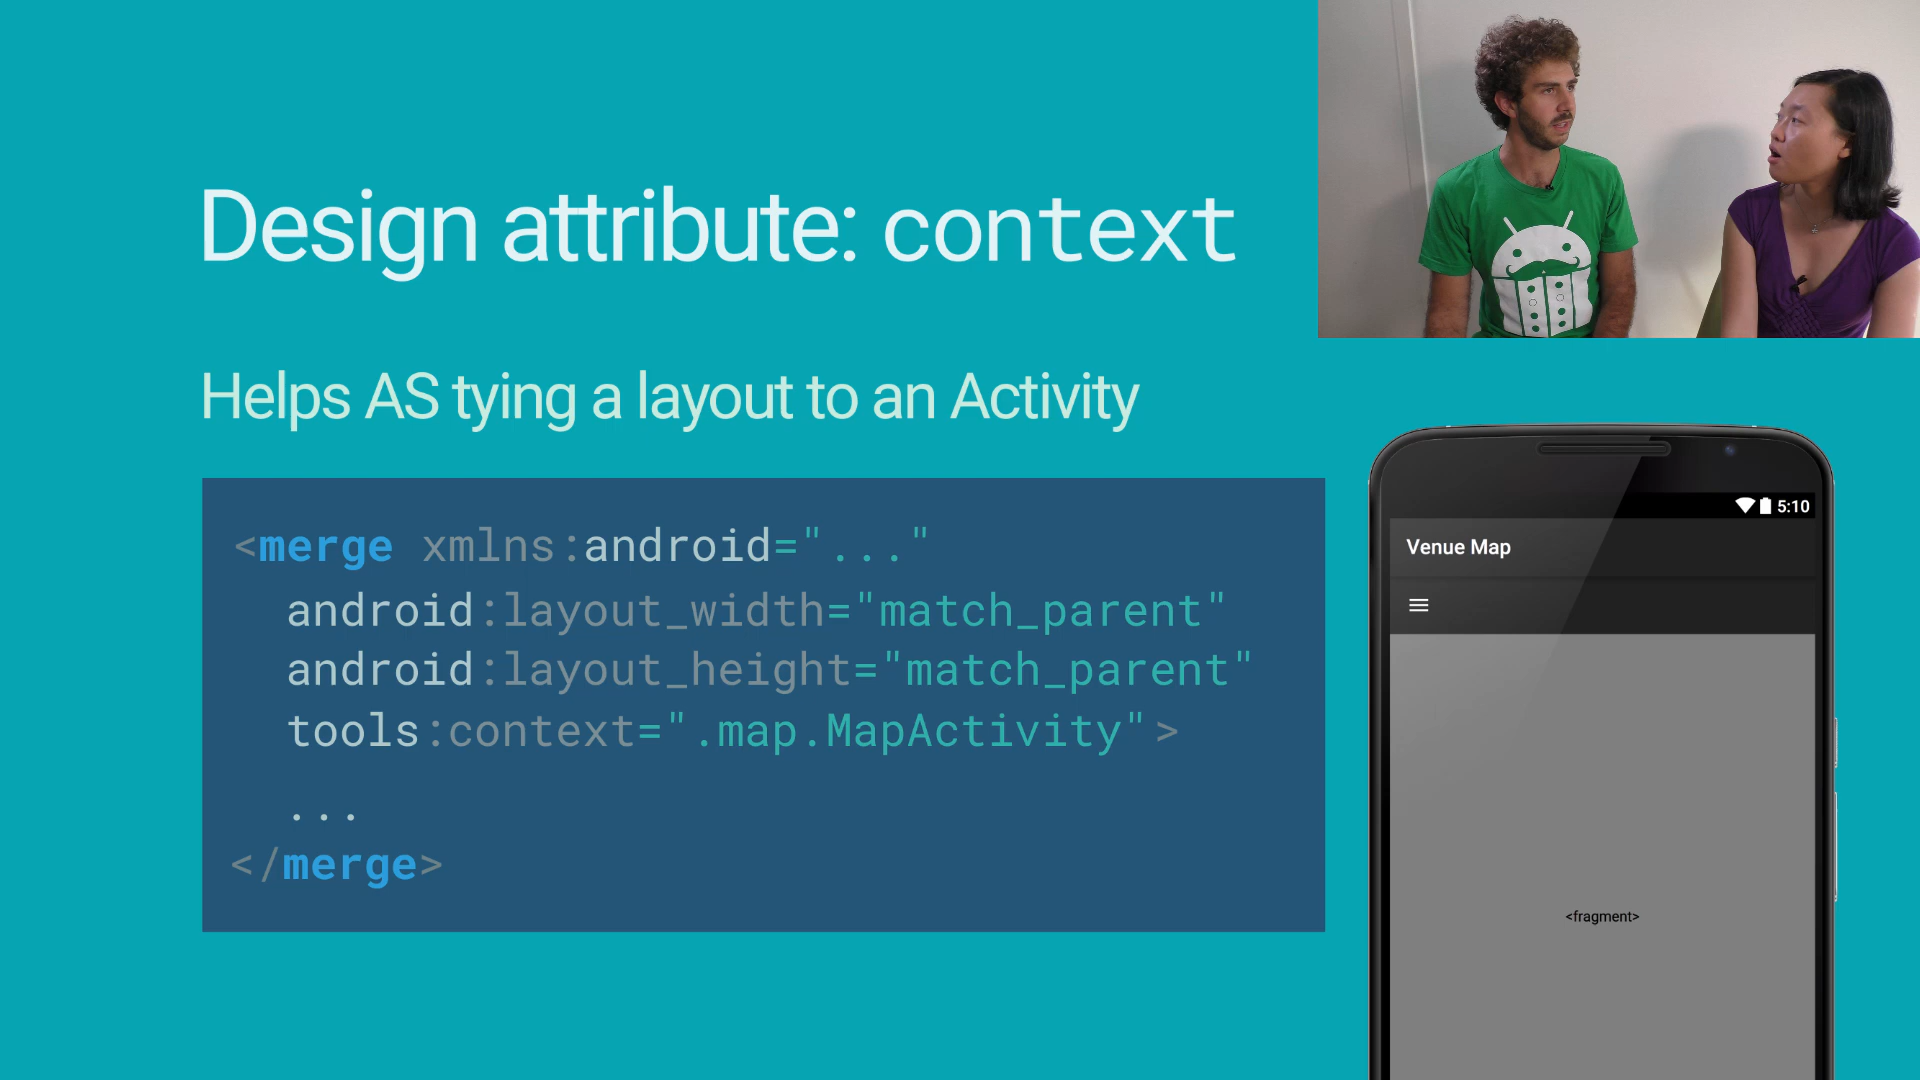 Design attribute: context
Helps AS tying a layout to an Activity
<merge xmlns:android="..."
android:layout_width="match_parent"
android:layout_height="match_parent"
tools:context=".map.MapActivity">
...
</merge>
5:10
Venue Map
<fragment>